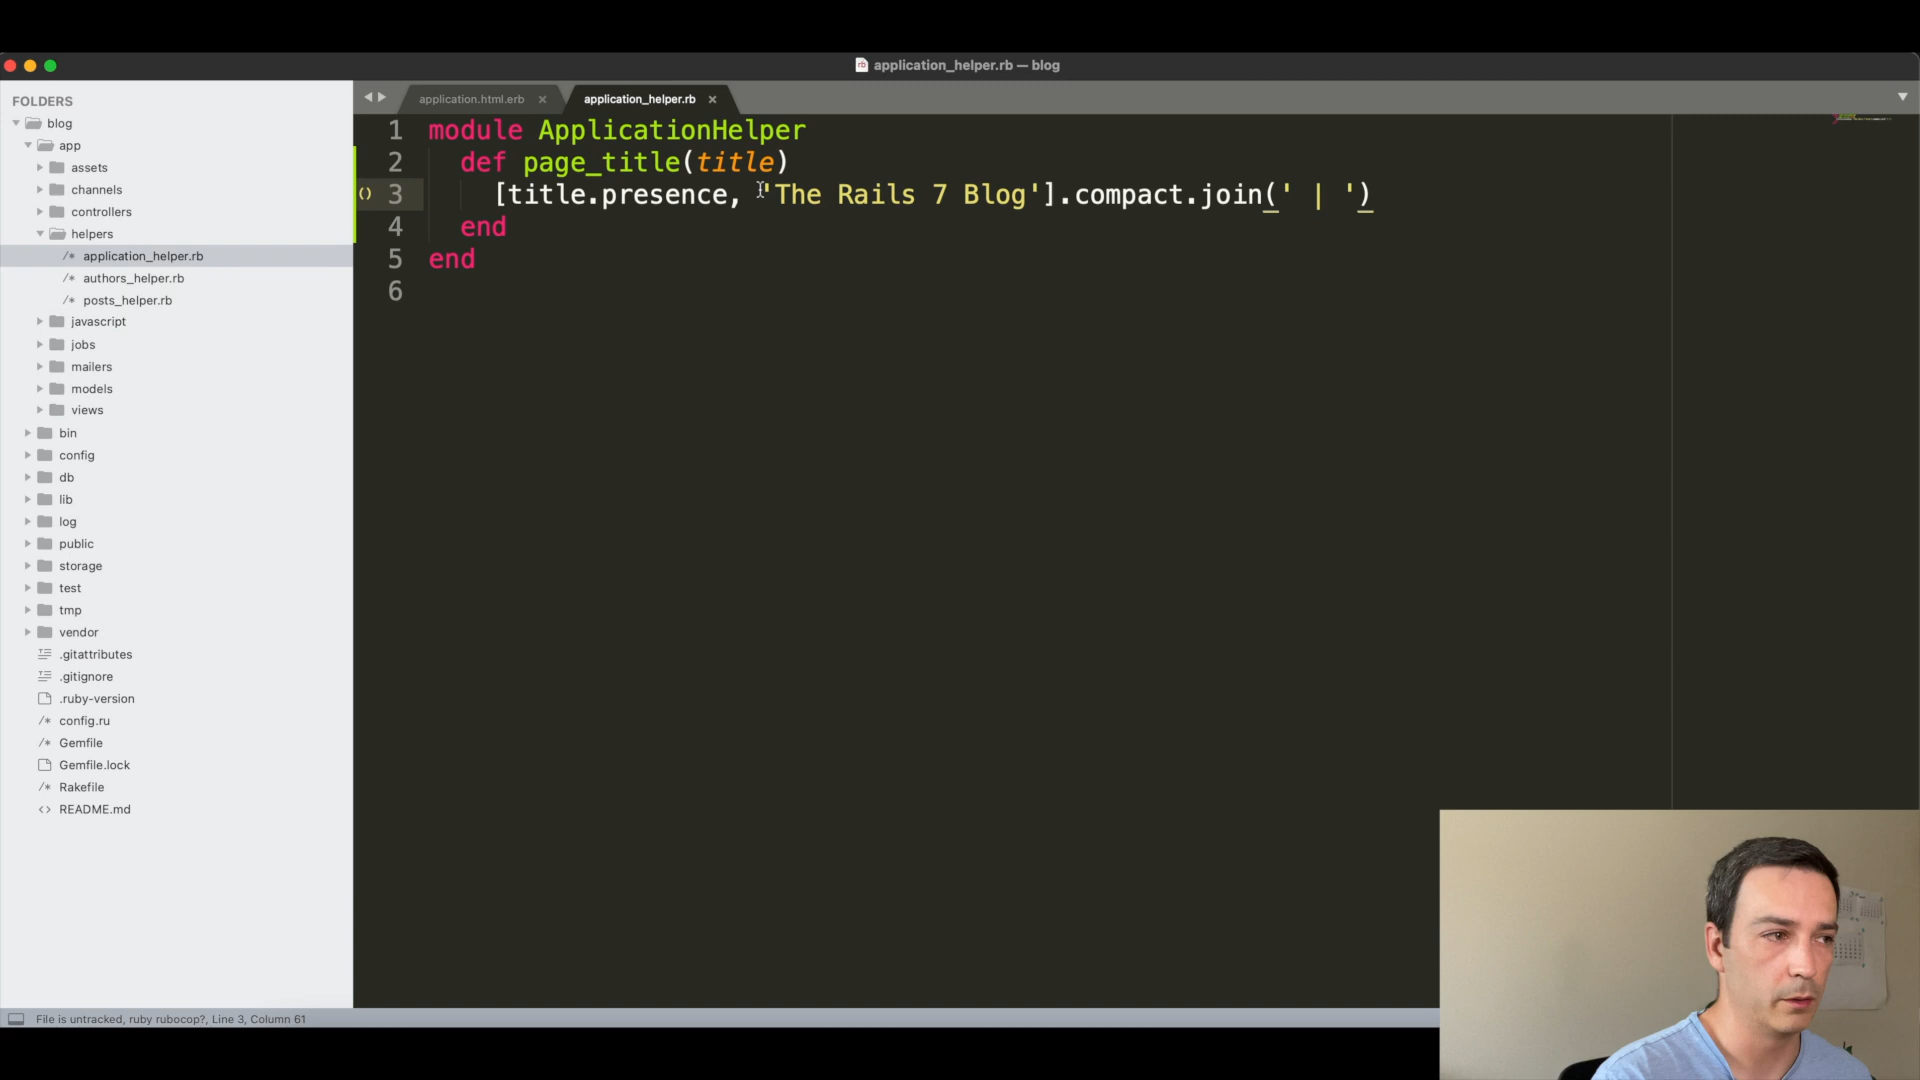 application_helper.rb — blog
FOLDERS
blog
app
assets
channels
controllers
helpers
/* application_helper.rb
/* authors_helper.rb
/* posts_helper.rb
javascript
jobs
mailers
models
views
bin
config
db
lib
log
public
storage
test
tmp
vendor
.gitattributes
.gitignore
.ruby-version
/* config.ru
/* Gemfile
Gemfile.lock
/* Rakefile
<> README.md
application.html.erb ×
application_helper.rb ×
1 module ApplicationHelper
2 def page_title(title)
() 3 [title.presence, 'The Rails 7 Blog'].compact.join(' | ')
4 end
5 end
6
File is untracked, ruby rubocop?, Line 3, Column 61